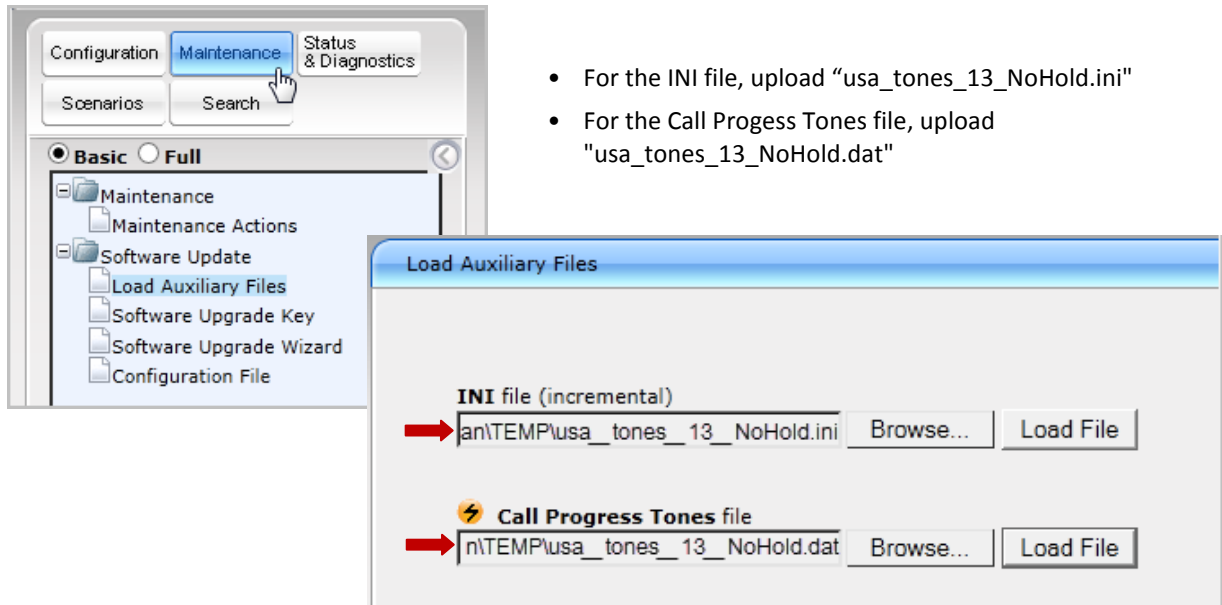 Configuration
Maintenance
Status
& Diagnostics
Scenarios
Search
Basic
Full
Maintenance
Maintenance Actions
Software Update
Load Auxiliary Files
Software Upgrade Key
Software Upgrade Wizard
Configuration File
• For the INI file, upload “usa_tones_13_NoHold.ini"
• For the Call Progess Tones file, upload
"usa_tones_13_NoHold.dat"
Load Auxiliary Files
INI file (incremental)
an\TEMP\usa__tones__13__NoHold.ini Browse... Load File
Call Progress Tones file
n\TEMP\usa__tones__13__NoHold.dat Browse... Load File